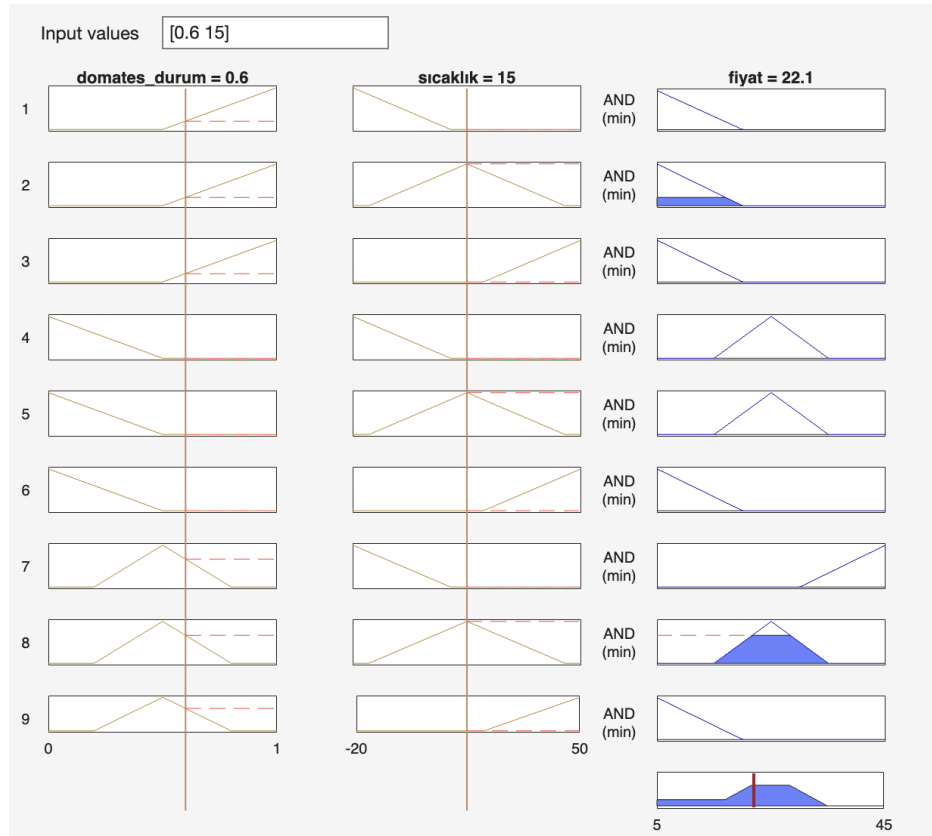 Input values [0.6 15]
domates_durum = 0.6 sıcaklık = 15 fiyat = 22.1
1 AND
(min)
2 AND
(min)
3 AND
(min)
4 AND
(min)
5 AND
(min)
6 AND
(min)
7 AND
(min)
8 AND
(min)
9 AND
(min)
0 1 -20 50
5 45